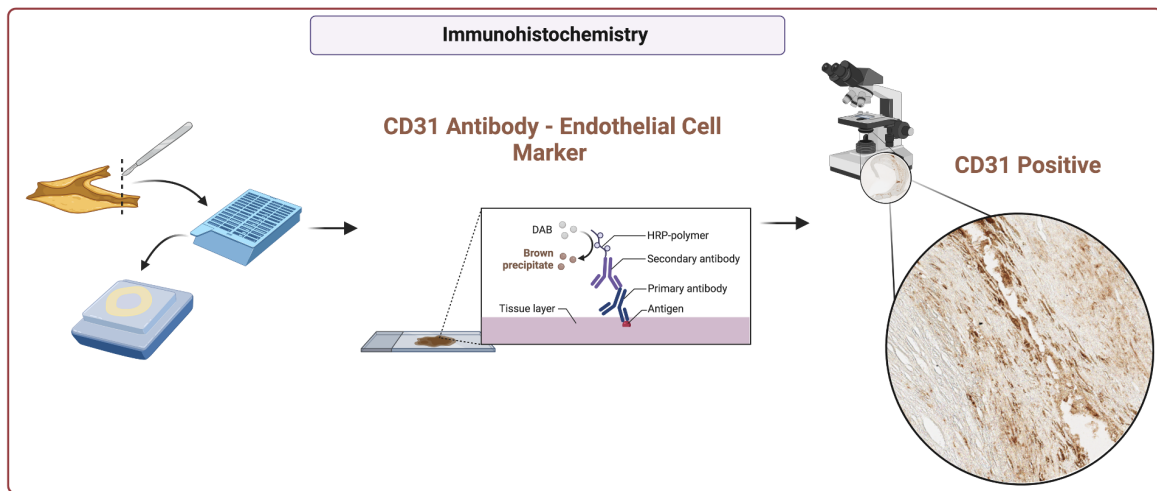 Immunohistochemistry
CD31 Antibody - Endothelial Cell
Marker
CD31 Positive
DAB
HRP-polymer
Brown
precipitate
Secondary antibody
Primary antibody
Tissue layer
Antigen